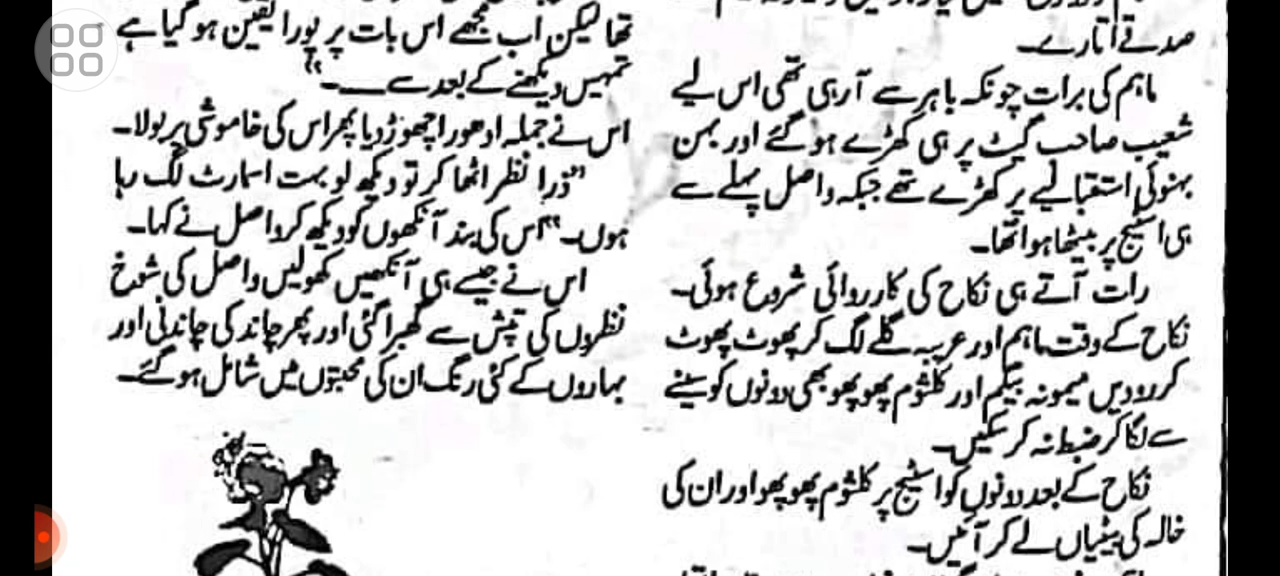 صدقے اتارے۔
ماہم کی برات چونکہ باہر سے آ رہی تھی اس لیے
شعیب صاحب گیٹ پر ہی کھڑے ہو گئے اور بہن
بہنوئی استقبالیے پر کھڑے تھے جبکہ واصل پہلے سے
ہی اسٹیج پر بیٹھا ہوا تھا۔
رات آتے ہی نکاح کی کارروائی شروع ہوئی۔
نکاح کے وقت ماہم اور عریبہ گلے لگ کر پھوٹ پھوٹ
کر رو دیں میمونہ بیگم اور کلثوم پھوپھو بھی دونوں کو سینے
سے لگا کر ضبط نہ کر سکیں۔
نکاح کے بعد دونوں کو اسٹیج پر کلثوم پھوپھو اور ان کی
خالہ کی بیٹیاں لے کر آئیں۔
تھا لیکن اب مجھے اس بات پر پورا یقین ہو گیا ہے
تمہیں دیکھنے کے بعد سے ــــ۔“
اس نے جملہ ادھورا چھوڑ دیا پھر اس کی خاموشی پر بولا۔
”ذرا نظر اٹھا کر تو دیکھ لو بہت اسمارٹ لگ رہا
ہوں۔“ اس کی بند آنکھوں کو دیکھ کر واصل نے کہا۔
اس نے جیسے ہی آنکھیں کھولیں واصل کی شوخ
نظروں کی تپش سے گھبرا گئی اور پھر چاند کی چاندنی اور
بہاروں کے کئی رنگ ان کی محبتوں میں شامل ہو گئے۔